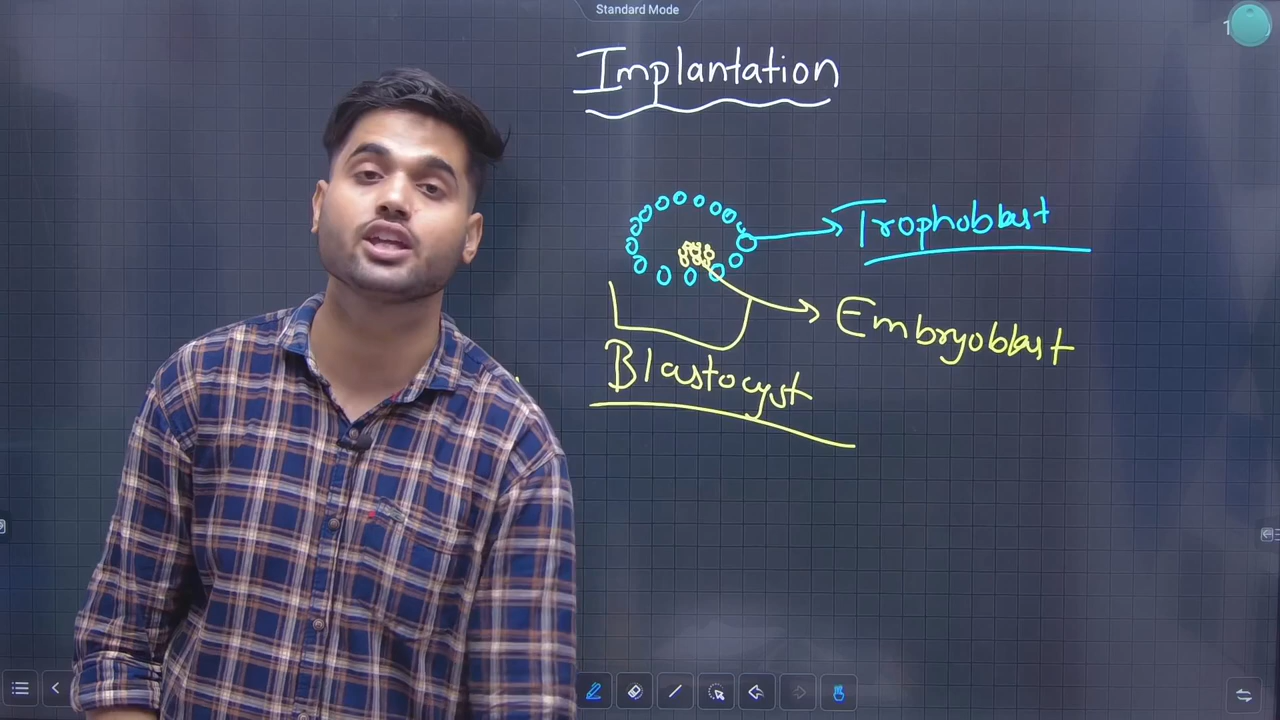 Standard Mode
Implantation
Trophoblast
Embryoblast
Blastocyst